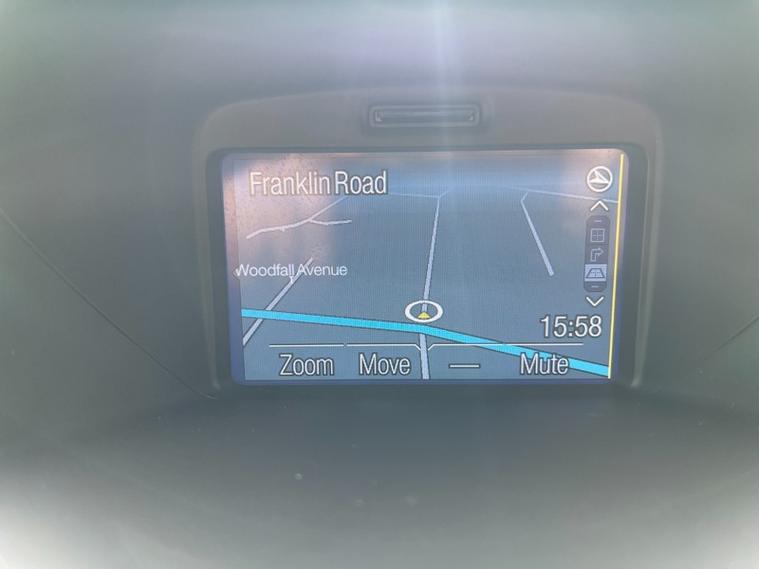 Franklin Road
Woodfall Avenue
15:58
Zoom Move Mute